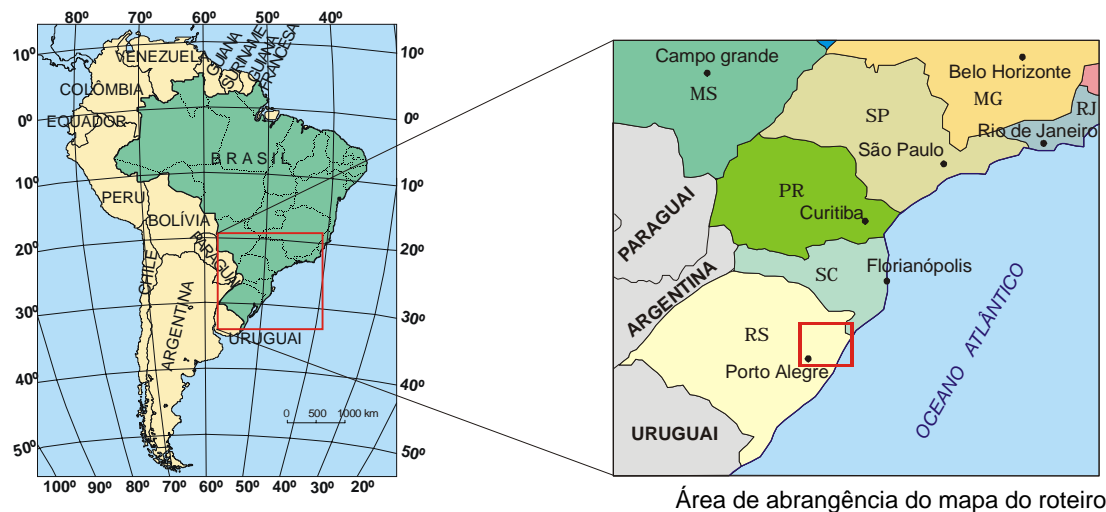 80º 70º 60º 50º 40º
10º 10º
VENEZUELA
GUIANA
SURINAME
GUIANA
FRANCESA
COLÔMBIA
0º 0º
EQUADOR
BRASIL
10º 10º
PERU
BOLÍVIA
20º 20º
PARAGUAI
CHILE
30º 30º
ARGENTINA
URUGUAI
40º 40º
0 500 1000 km
50º 50º
100º 90º 80º 70º 60º 50º 40º 30º 20º
Campo grande
MS
Belo Horizonte
MG
RJ
Rio de Janeiro
SP
São Paulo
PR
Curitiba
PARAGUAI
SC
Florianópolis
ARGENTINA
RS
Porto Alegre
URUGUAI
OCEANO ATLÂNTICO
Área de abrangência do mapa do roteiro